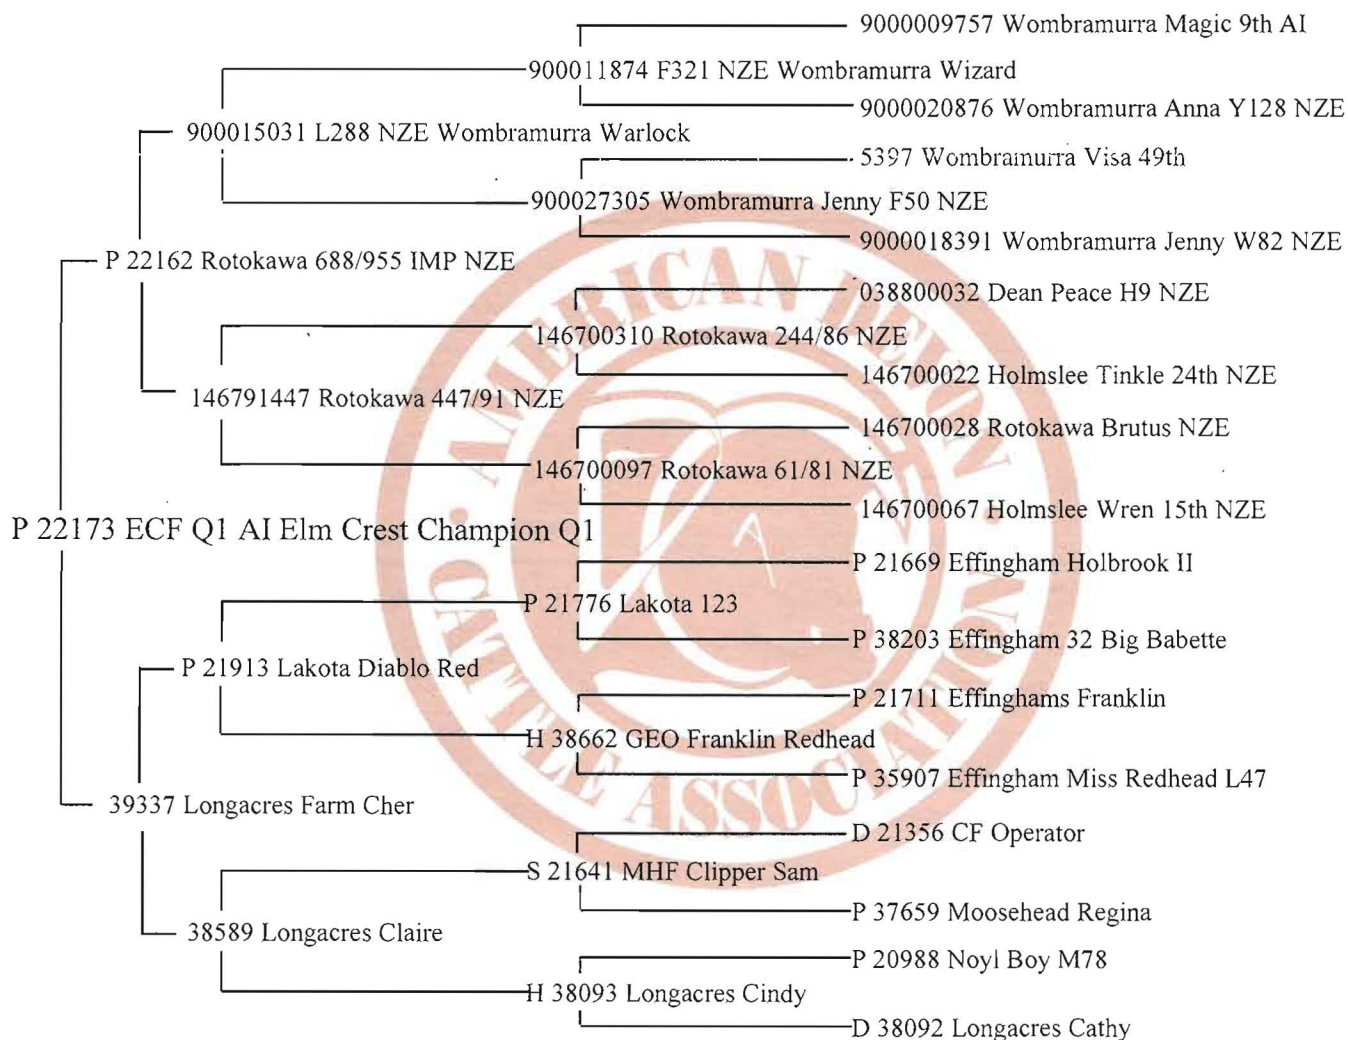 9000009757 Wombramurra Magic 9th AI
900011874 F321 NZE Wombramurra Wizard
9000020876 Wombramurra Anna Y128 NZE
900015031 L288 NZE Wombramurra Warlock
5397 Wombramurra Visa 49th
900027305 Wombramurra Jenny F50 NZE
9000018391 Wombramurra Jenny W82 NZE
P 22162 Rotokawa 688/955 IMP NZE
038800032 Dean Peace H9 NZE
146700310 Rotokawa 244/86 NZE
146700022 Holmslee Tinkle 24th NZE
146791447 Rotokawa 447/91 NZE
146700028 Rotokawa Brutus NZE
146700097 Rotokawa 61/81 NZE
146700067 Holmslee Wren 15th NZE
P 22173 ECF Q1 AI Elm Crest Champion Q1
P 21669 Effingham Holbrook II
P 21776 Lakota 123
P 38203 Effingham 32 Big Babette
P 21913 Lakota Diablo Red
P 21711 Effinghams Franklin
H 38662 GEO Franklin Redhead
P 35907 Effingham Miss Redhead L47
39337 Longacres Farm Cher
D 21356 CF Operator
S 21641 MHF Clipper Sam
P 37659 Moosehead Regina
38589 Longacres Claire
P 20988 Noyl Boy M78
H 38093 Longacres Cindy
D 38092 Longacres Cathy
AMERICAN DEVON
CATTLE ASSOCIATION
A